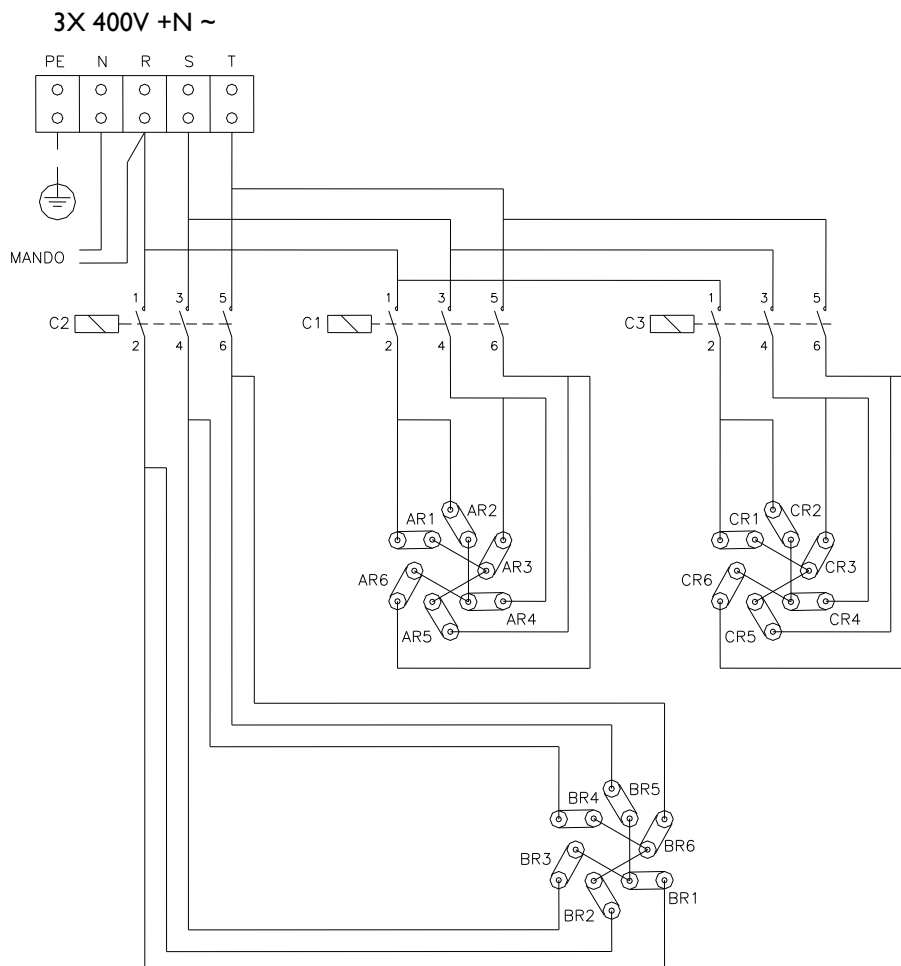 3X 400V +N ~
PE N R S T
MANDO
1 3 5
C2
2 4 6
1 3 5
C1
2 4 6
1 3 5
C3
2 4 6
AR1
AR2
AR3
AR4
AR5
AR6
CR1
CR2
CR3
CR4
CR5
CR6
BR5
BR4
BR6
BR3
BR1
BR2